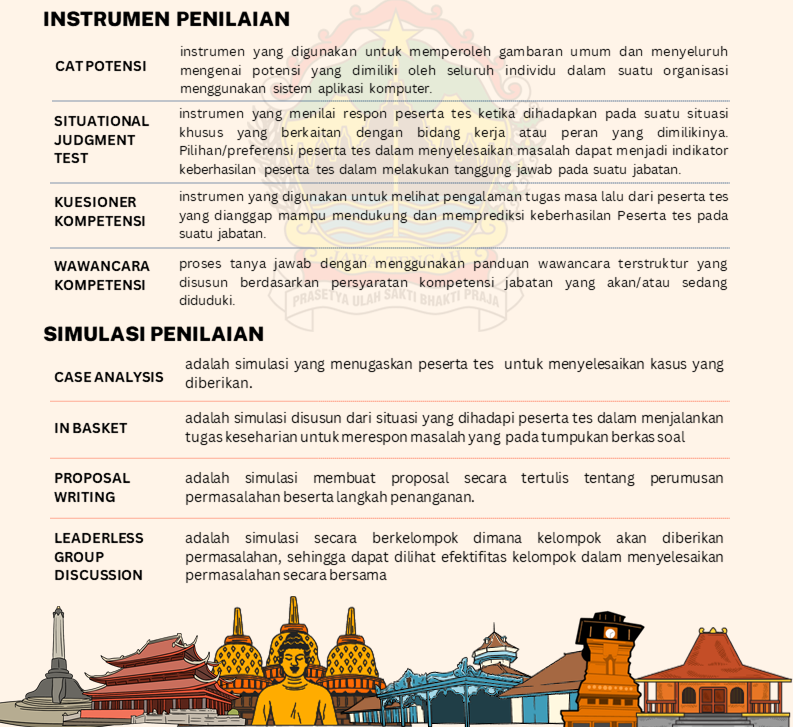 INSTRUMEN PENILAIAN
CAT POTENSI
instrumen yang digunakan untuk memperoleh gambaran umum dan menyeluruh
mengenai potensi yang dimiliki oleh seluruh individu dalam suatu organisasi
menggunakan sistem aplikasi komputer.
SITUATIONAL
JUDGMENT
TEST
instrumen yang menilai respon peserta tes ketika dihadapkan pada suatu situasi
khusus yang berkaitan dengan bidang kerja atau peran yang dimilikinya.
Pilihan/preferensi peserta tes dalam menyelesaikan masalah dapat menjadi indikator
keberhasilan peserta tes dalam melakukan tanggung jawab pada suatu jabatan.
KUESIONER
KOMPETENSI
instrumen yang digunakan untuk melihat pengalaman tugas masa lalu dari peserta tes
yang dianggap mampu mendukung dan memprediksi keberhasilan Peserta tes pada
suatu jabatan.
WAWANCARA
KOMPETENSI
proses tanya jawab dengan menggunakan panduan wawancara terstruktur yang
disusun berdasarkan persyaratan kompetensi jabatan yang akan/atau sedang
diduduki.
JAWA TENGAH
PRASETYA ULAH SAKTI BHAKTI PRAJA
SIMULASI PENILAIAN
CASE ANALYSIS
adalah simulasi yang menugaskan peserta tes untuk menyelesaikan kasus yang
diberikan.
IN BASKET
adalah simulasi disusun dari situasi yang dihadapi peserta tes dalam menjalankan
tugas keseharian untuk merespon masalah yang pada tumpukan berkas soal
PROPOSAL
WRITING
adalah simulasi membuat proposal secara tertulis tentang perumusan
permasalahan beserta langkah penanganan.
LEADERLESS
GROUP
DISCUSSION
adalah simulasi secara berkelompok dimana kelompok akan diberikan
permasalahan, sehingga dapat dilihat efektifitas kelompok dalam menyelesaikan
permasalahan secara bersama